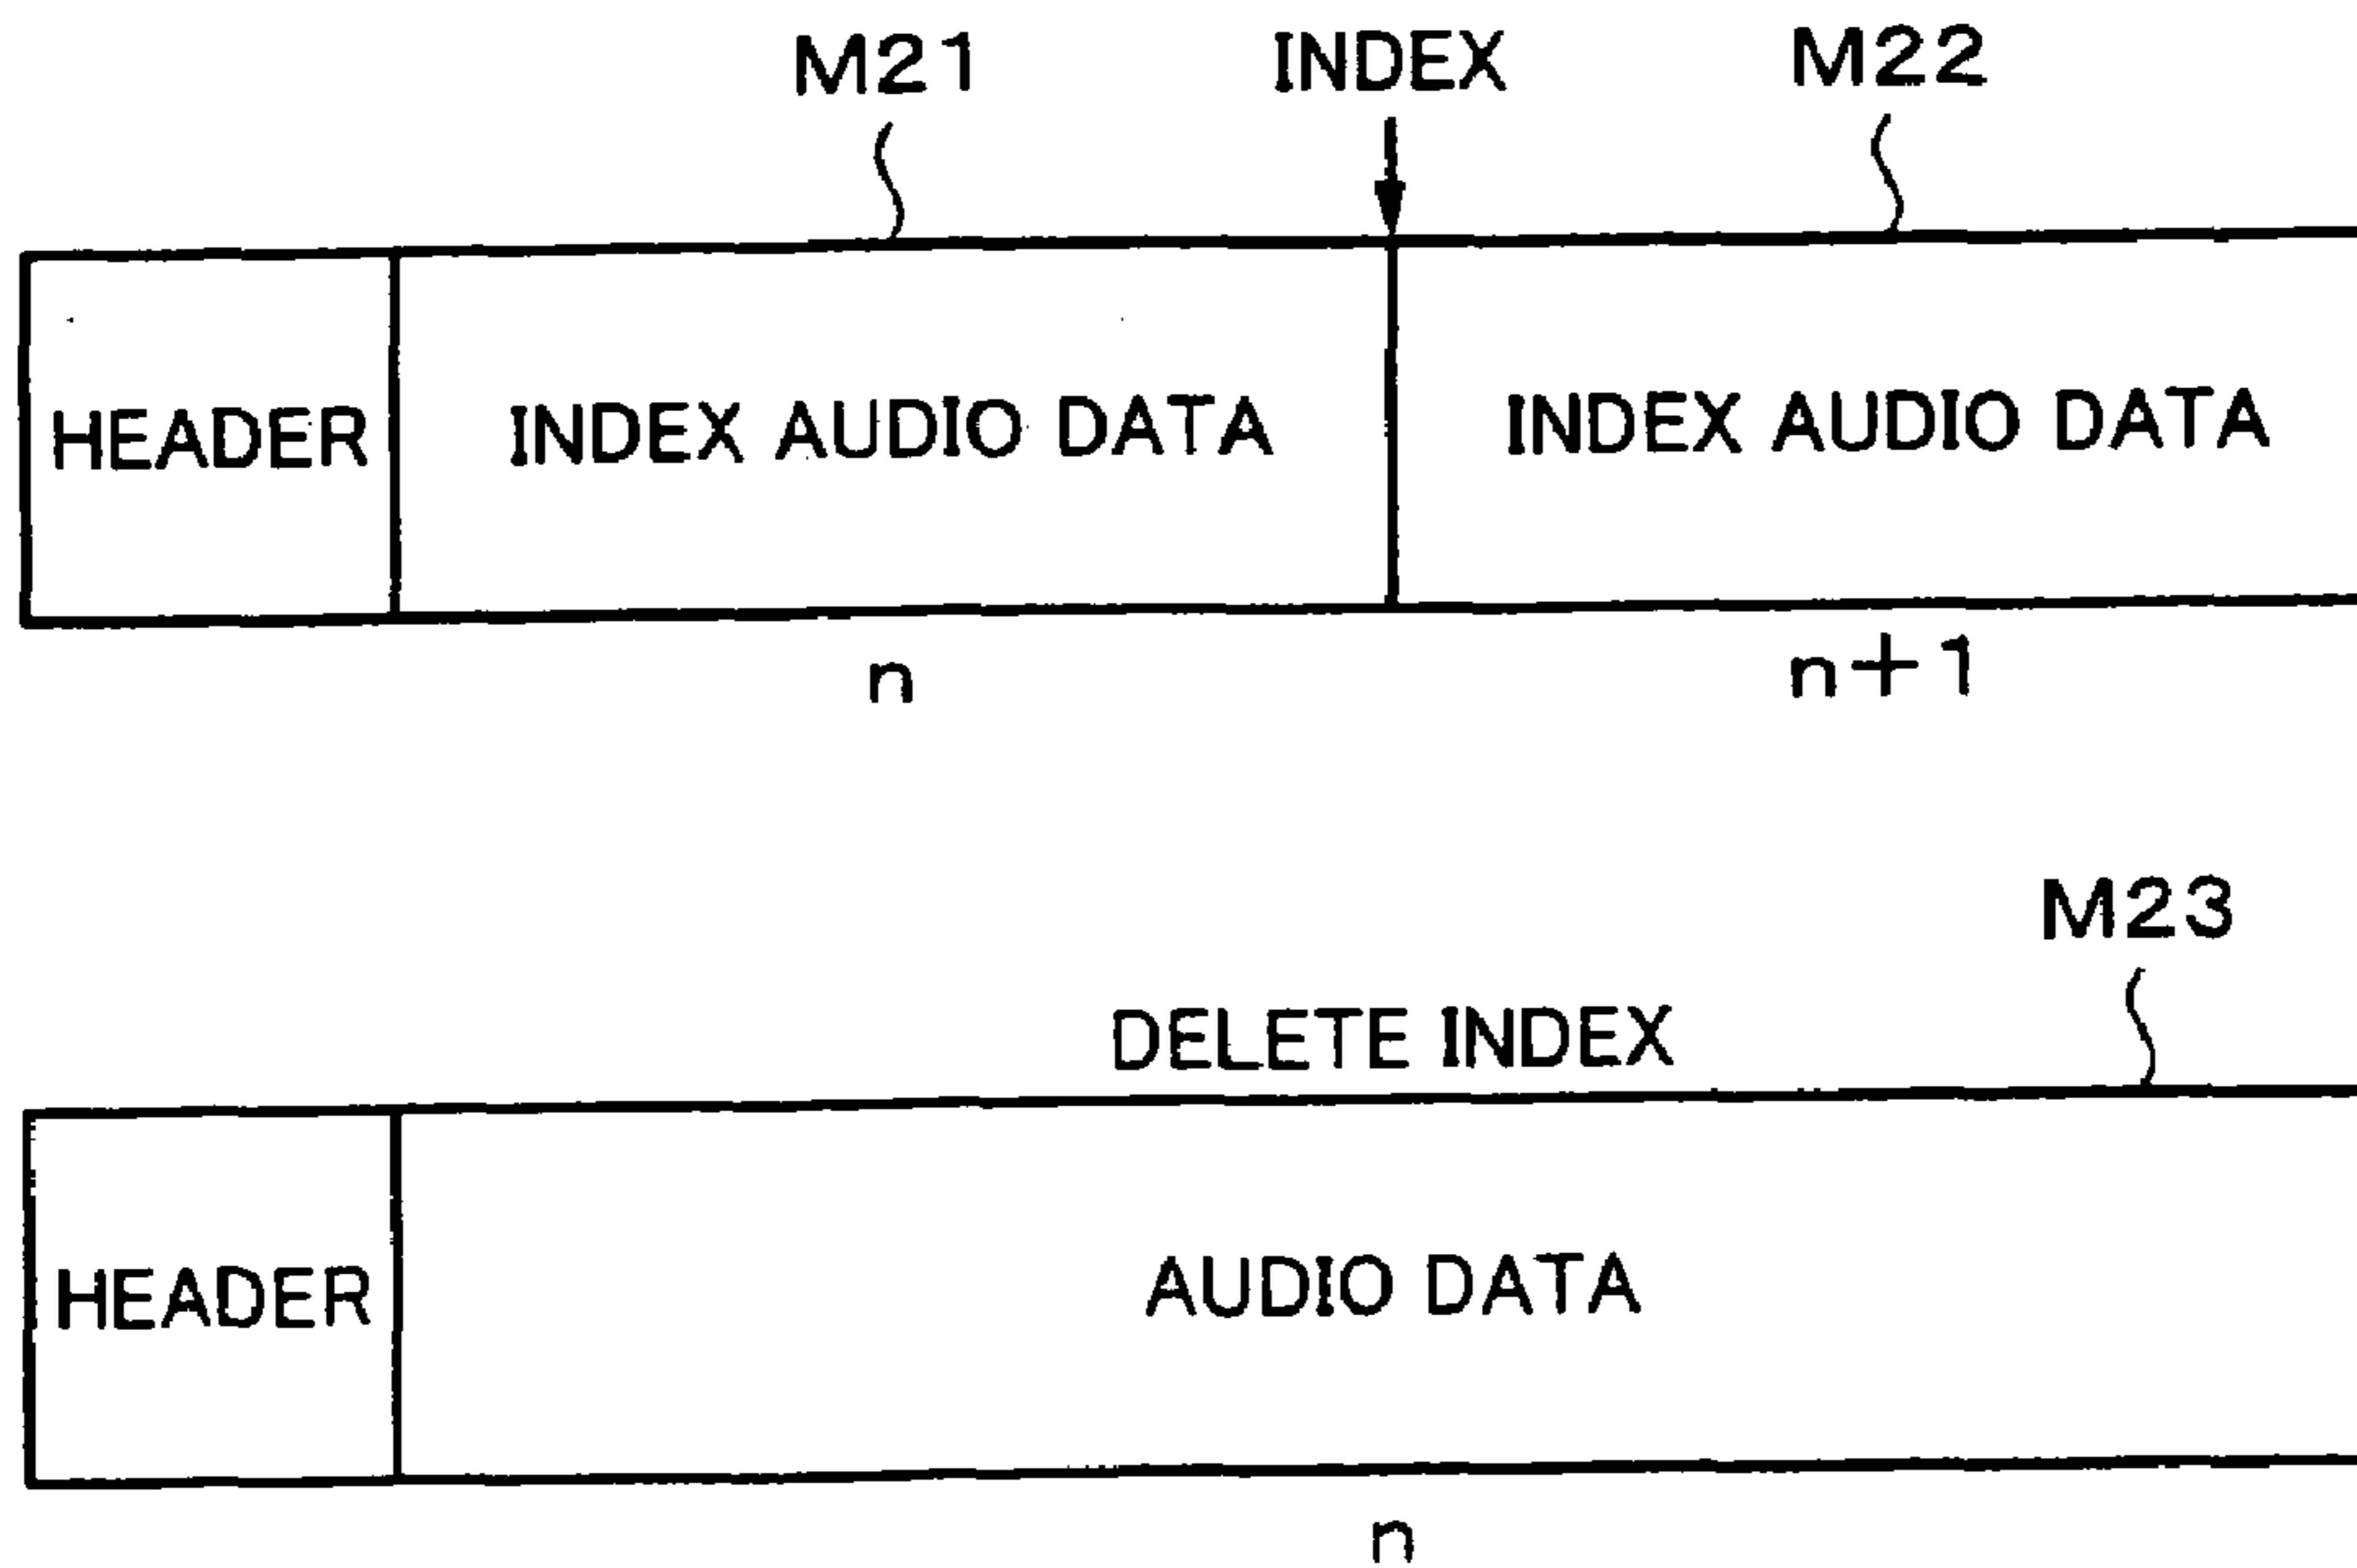 M21 INDEX M22
HEADER INDEX AUDIO DATA INDEX AUDIO DATA
n n+1
M23
DELETE INDEX
HEADER AUDIO DATA
n